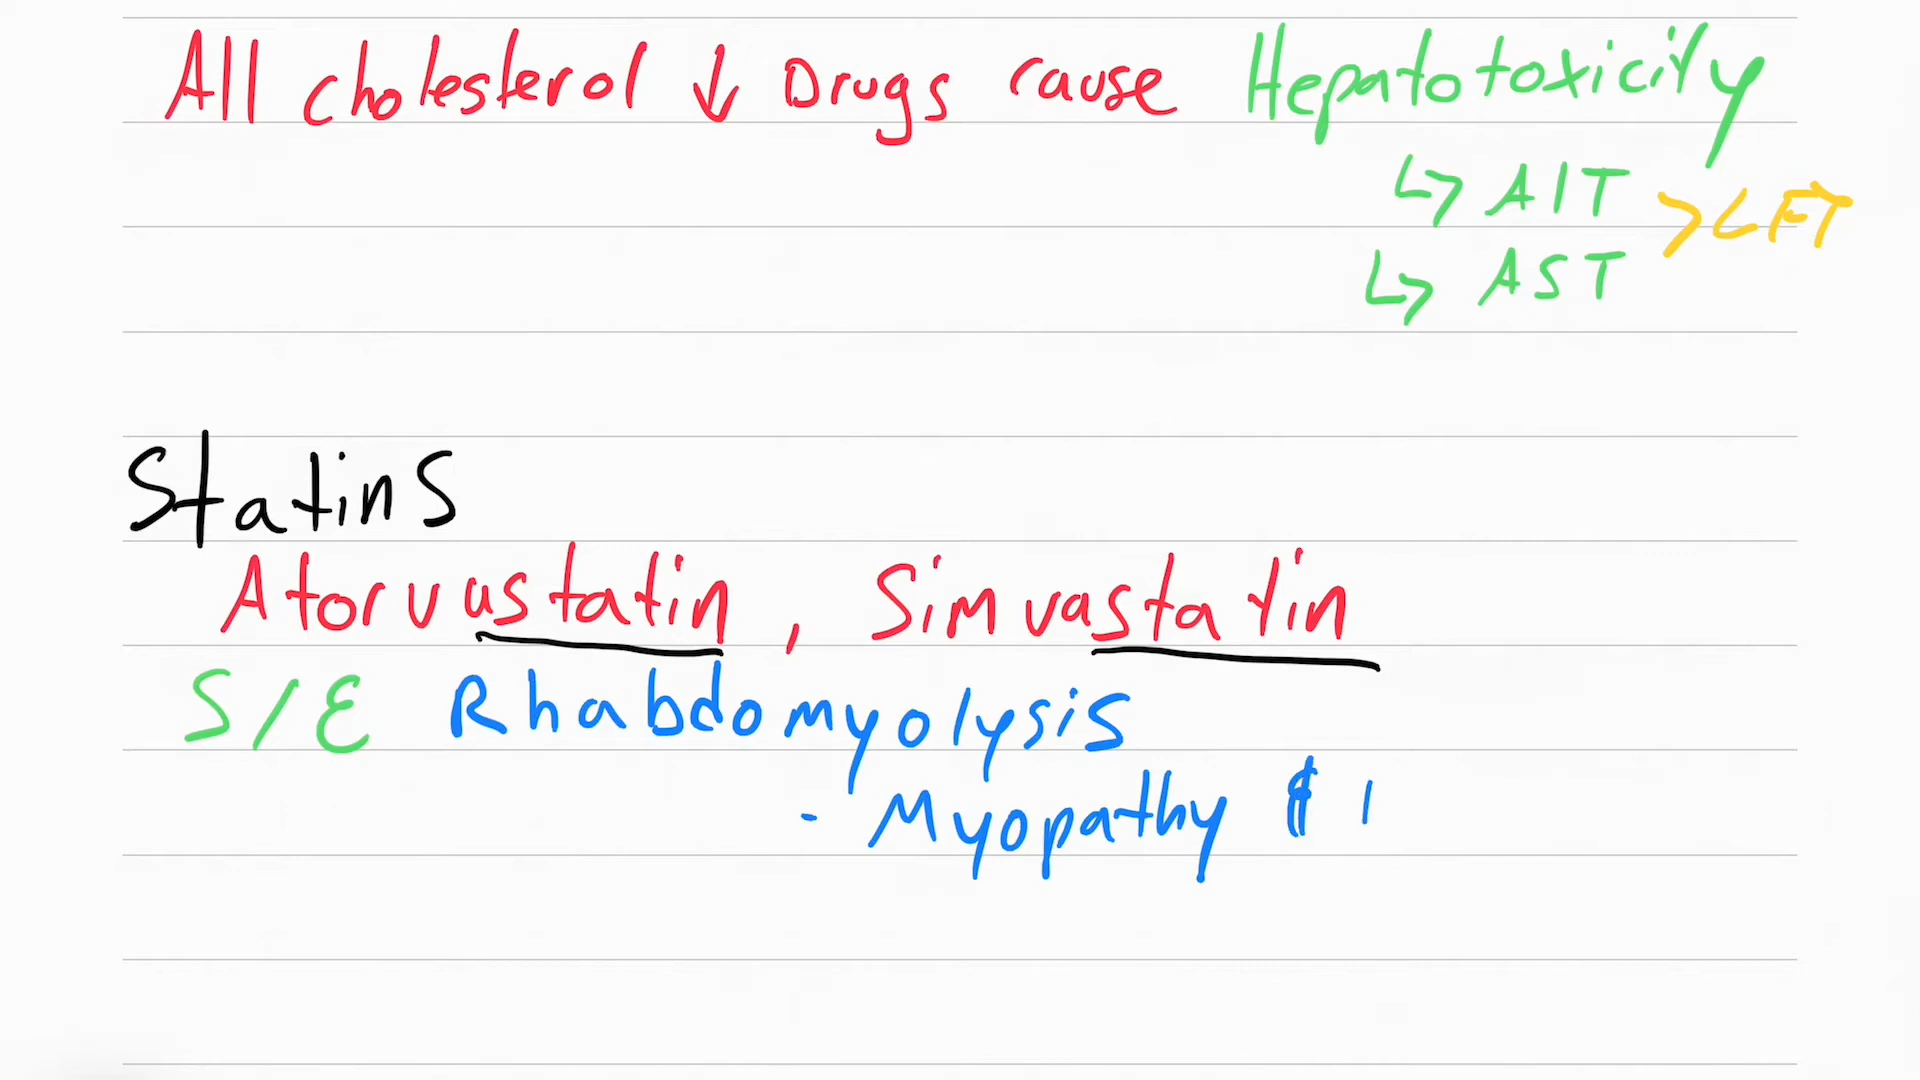 All cholesterol ↓ Drugs cause Hepatotoxicity
↳ AlT > LFT
↳ AST
Statins
Atorvastatin, Simvastatin
S/E Rhabdomyolysis
- Myopathy &